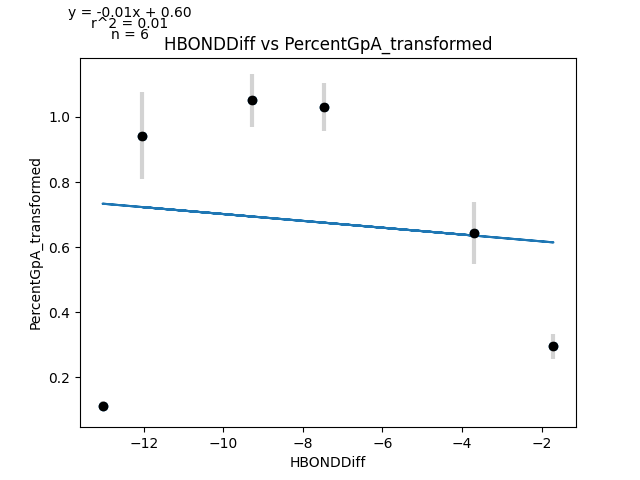 y = -0.01x + 0.60
r^2 = 0.01
n = 6
HBONDDiff vs PercentGpA_transformed
PercentGpA_transformed
1.0
0.8
0.6
0.4
0.2
−12
−10
−8
−6
−4
−2
HBONDDiff